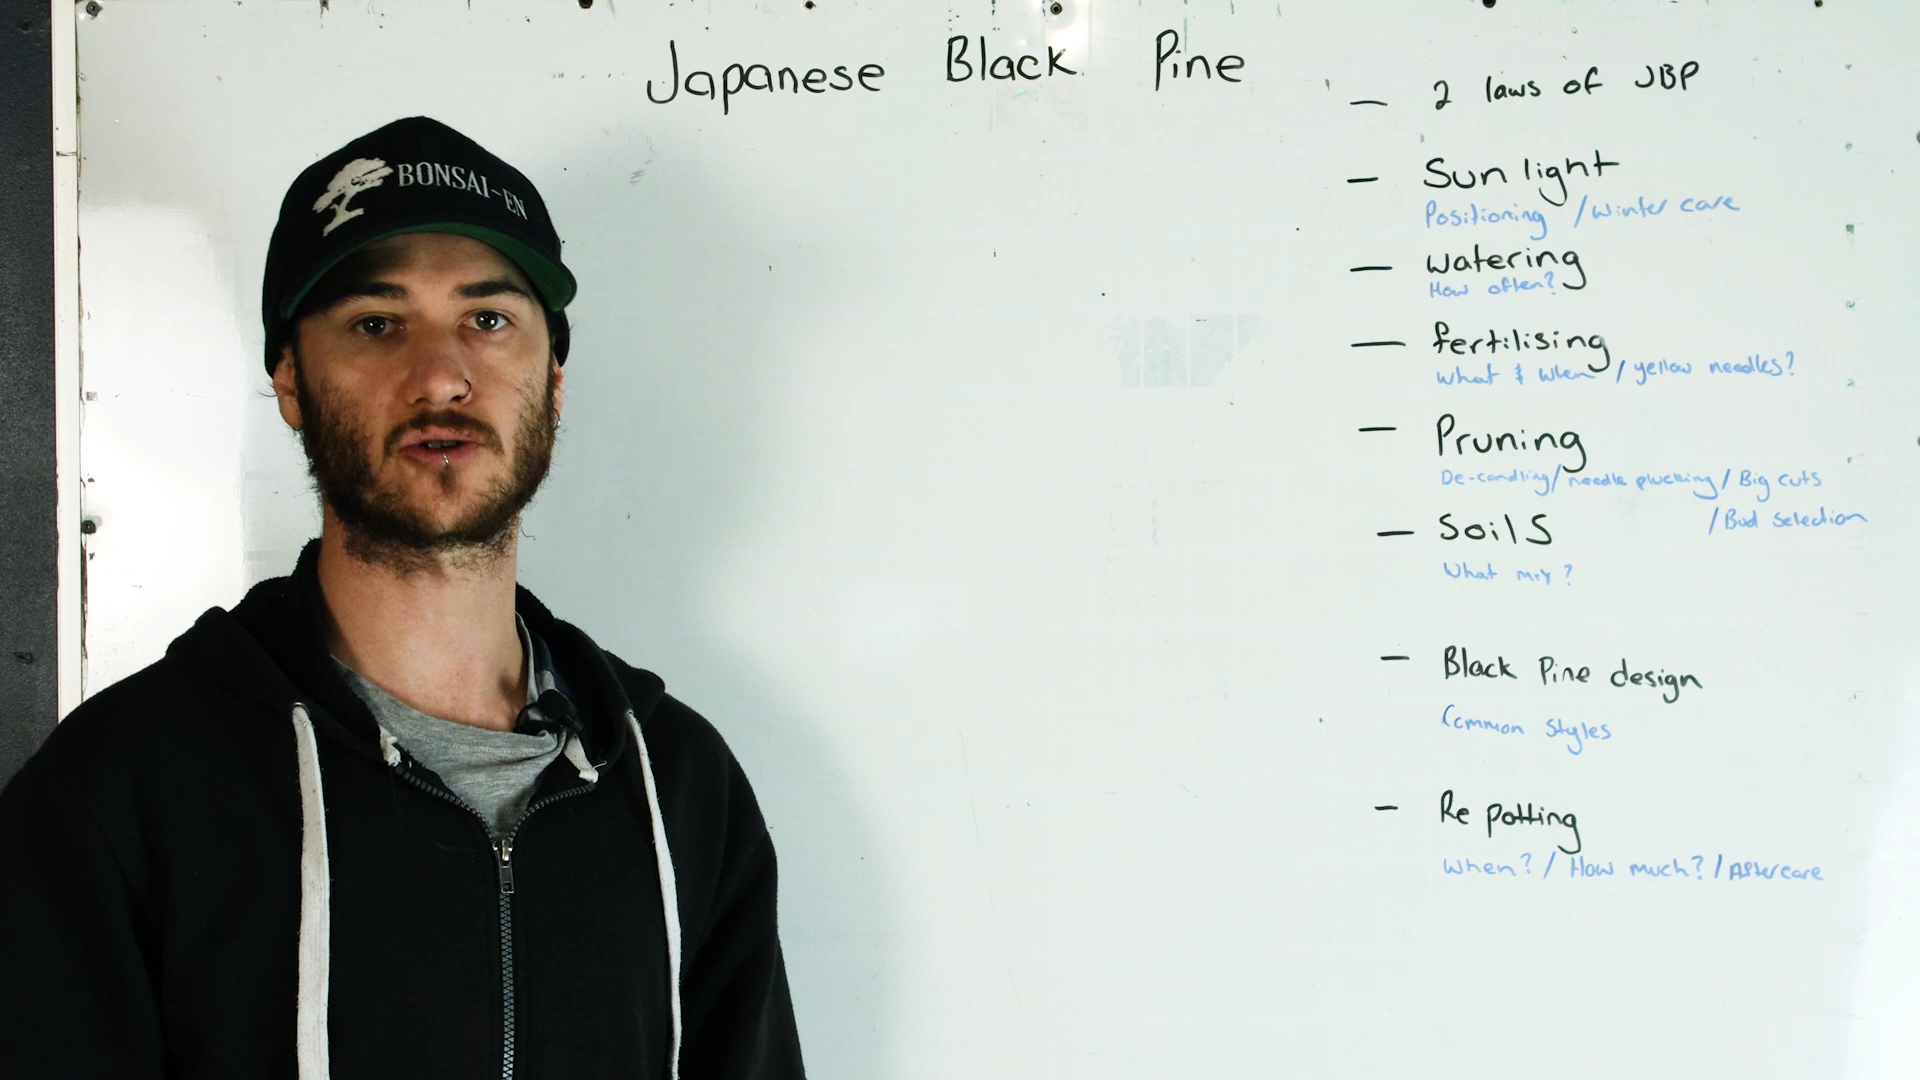 Japanese Black Pine
BONSAI-EN
— 2 laws of JBP
— Sunlight
Positioning / Winter care
— watering
How often?
— fertilising
What & When / yellow needles?
— Pruning
De-candling / needle plucking / Big cuts
/ Bud Selection
— Soils
What mix?
— Black Pine design
Common Styles
— Re potting
When? / How much? / Aftercare